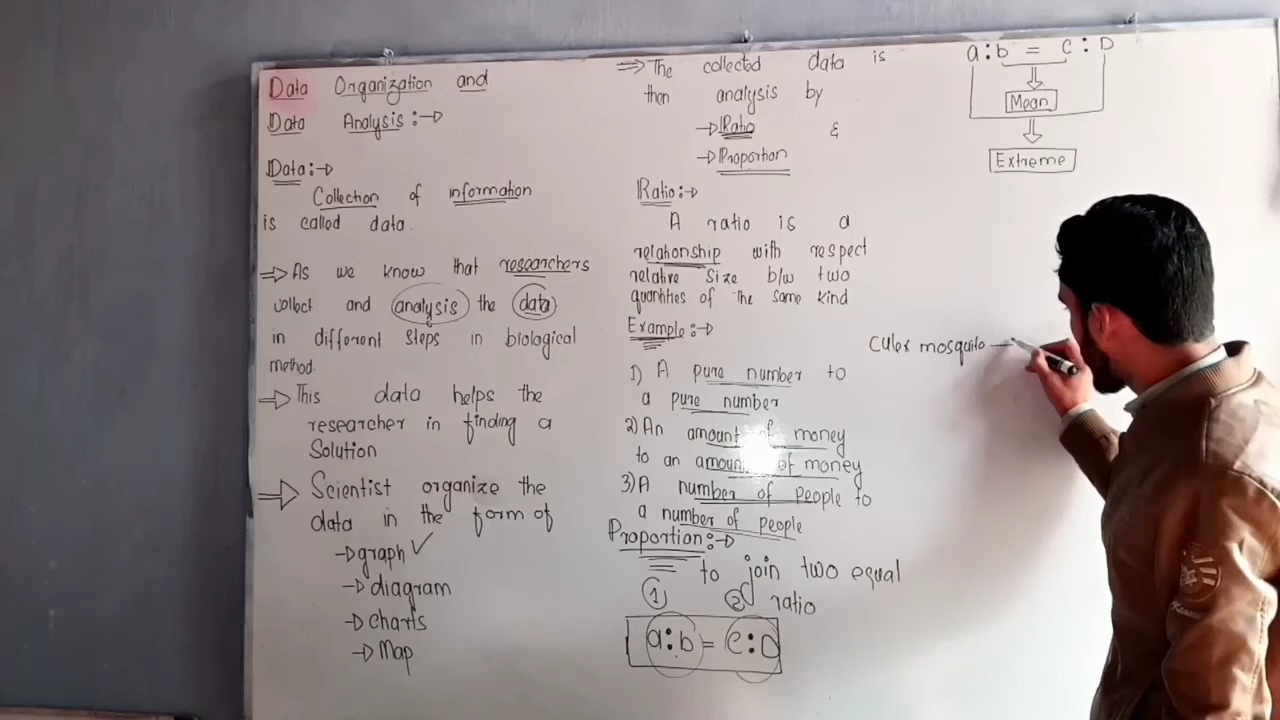 Data Organization and
Data Analysis:→
Data:→
Collection of information
is called data.
⇒ As we know that researchers
collect and analysis the data
in different steps in biological
method.
⇒ This data helps the
researcher in finding a
Solution
⇒ Scientist organize the
data in the form of
→graph ✓
→diagram
→charts
→Map
⇒ The collected data is
then analysis by
→Ratio &
→Proportion
Ratio:→
A ratio is a
relationship with respect
relative size b/w two
quantities of the same kind
Example:→
1) A pure number to
a pure number
2) An amount of money
to an amount of money
3) A number of people to
a number of people
Proportion:→
to join two equal
① ② ratio
a:b = c:D
a:b = c:D
Mean
Extreme
Culex mosquito —